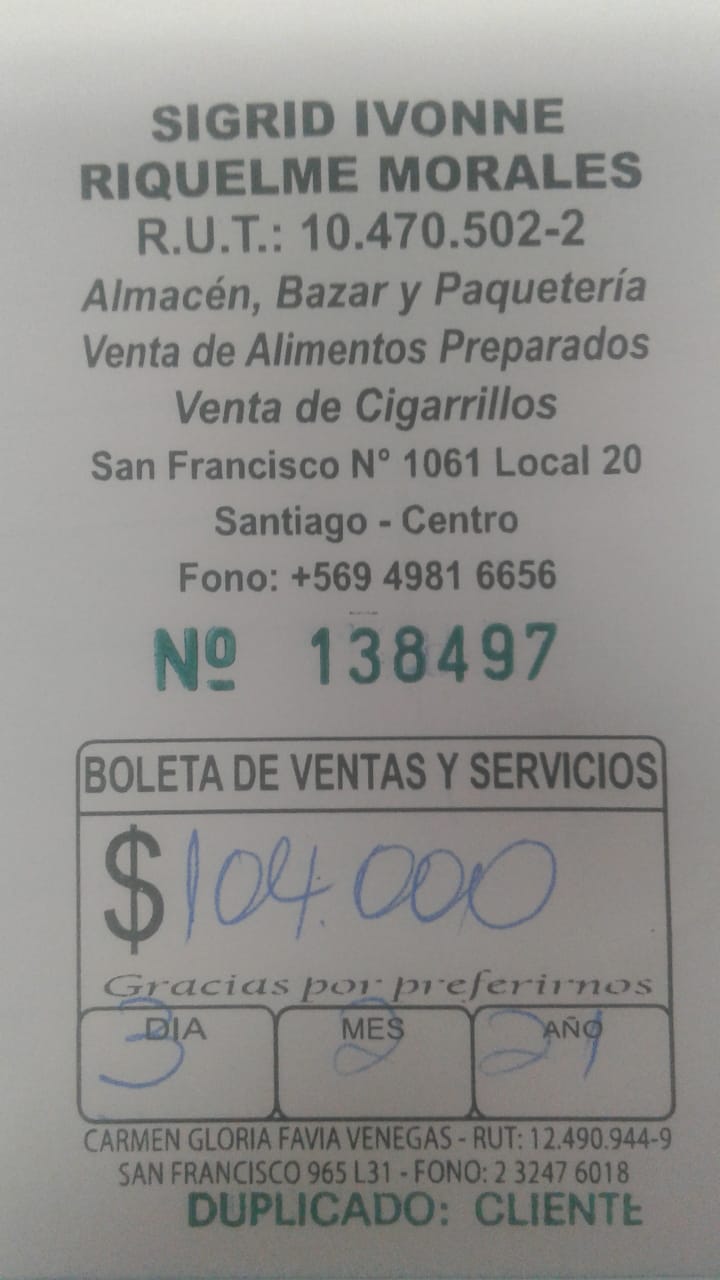 SIGRID IVONNE
RIQUELME MORALES
R.U.T.: 10.470.502-2
Almacén, Bazar y Paquetería
Venta de Alimentos Preparados
Venta de Cigarrillos
San Francisco N° 1061 Local 20
Santiago - Centro
Fono: +569 4981 6656
Nº 138497
BOLETA DE VENTAS Y SERVICIOS
$ 104.000
Gracias por preferirnos
DIA MES AÑO
3 2 21
CARMEN GLORIA FAVIA VENEGAS - RUT: 12.490.944-9
SAN FRANCISCO 965 L31 - FONO: 2 3247 6018
DUPLICADO: CLIENTE